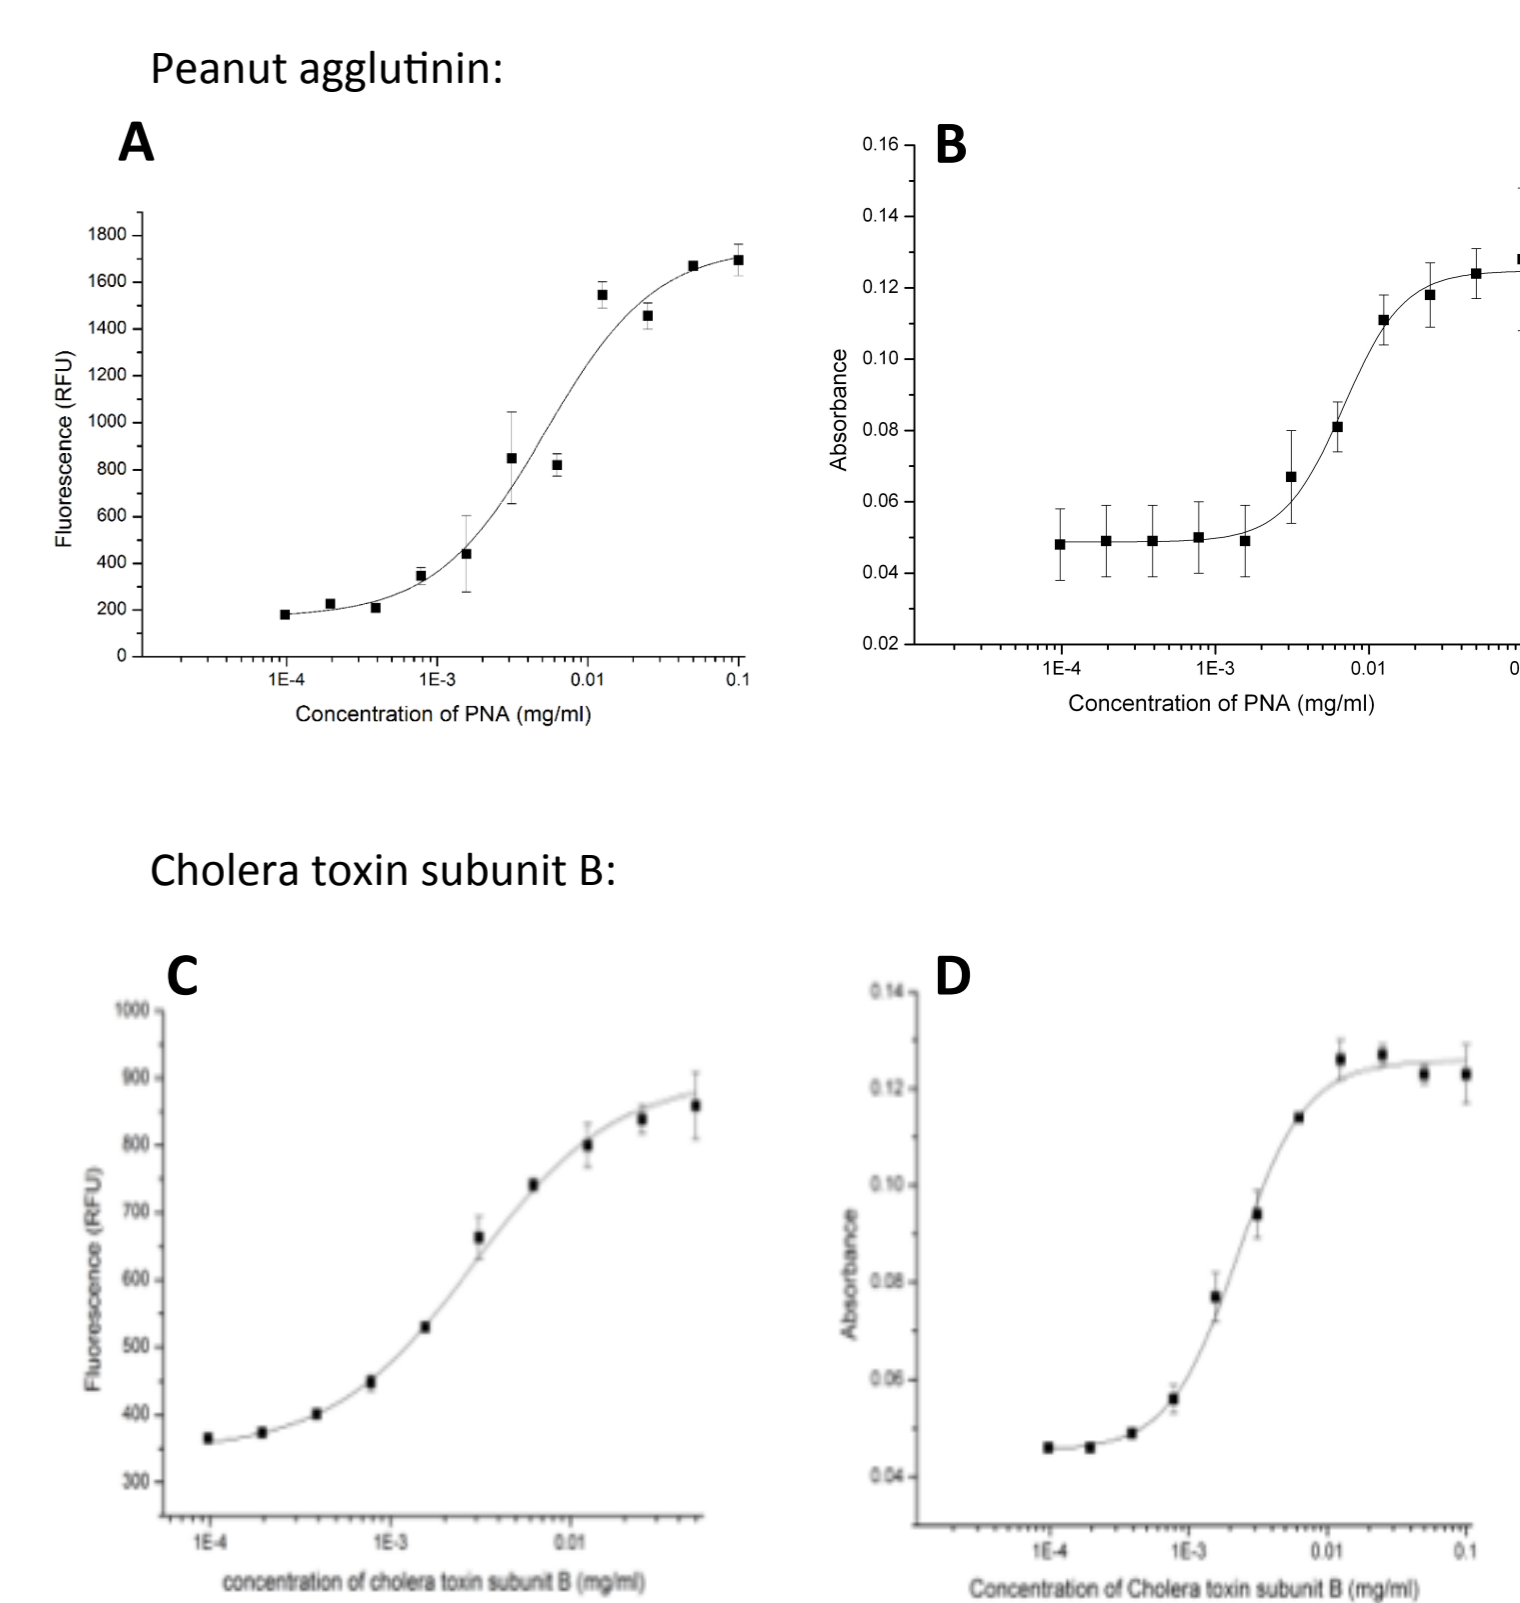 Peanut agglutinin:
A
B
1800
1600
1400
1200
1000
800
600
400
200
0
Fluorescence (RFU)
1E-4 1E-3 0.01 0.1
Concentration of PNA (mg/ml)
0.16
0.14
0.12
0.10
0.08
0.06
0.04
0.02
Absorbance
1E-4 1E-3 0.01
Concentration of PNA (mg/ml)
Cholera toxin subunit B:
C
D
1000
900
800
700
600
500
400
300
Fluorescence (RFU)
1E-4 1E-3 0.01
concentration of cholera toxin subunit B (mg/ml)
0.14
0.12
0.10
0.08
0.06
0.04
Absorbance
1E-4 1E-3 0.01 0.1
Concentration of Cholera toxin subunit B (mg/ml)